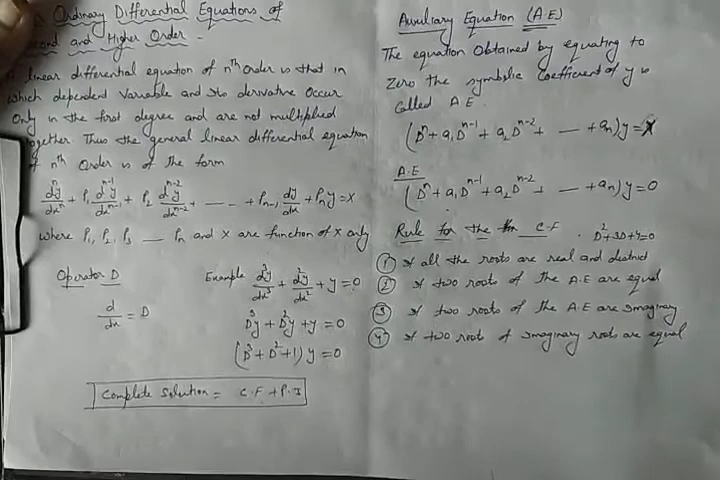 Ordinary Differential Equations of
Second and Higher Order -
A linear differential equation of nth Order is that in
which dependent Variable and its derivative Occur
Only in the first degree and are not multiplied
together. Thus the general linear differential equation
of nth Order is of the form
dⁿy/dxⁿ + P₁ dⁿ⁻¹y/dxⁿ⁻¹ + P₂ dⁿ⁻²y/dxⁿ⁻² + - - - + Pₙ₋₁ dy/dx + Pₙy = X
where P₁, P₂, P₃ — Pₙ and X are function of x only
Operator D
d/dx = D
Example d³y/dx³ + d²y/dx² + y = 0
D³y + D²y + y = 0
(D³ + D² + 1) y = 0
Complete Solution = C.F + P.I
Auxuliary Equation (A.E)
The equation Obtained by equating to
Zero the symbolic Coefficient of y is
Called A E
(Dⁿ + a₁Dⁿ⁻¹ + a₂Dⁿ⁻² + — + aₙ)y = X
A.E
(Dⁿ + a₁Dⁿ⁻¹ + a₂Dⁿ⁻² + — + aₙ)y = 0
Rule for the C.F . D²+3D+4=0
① If all the roots are real and distinct
② If two roots of the A.E are equal
③ If two roots of the A.E are imaginary
④ If two roots of imaginary roots are equal